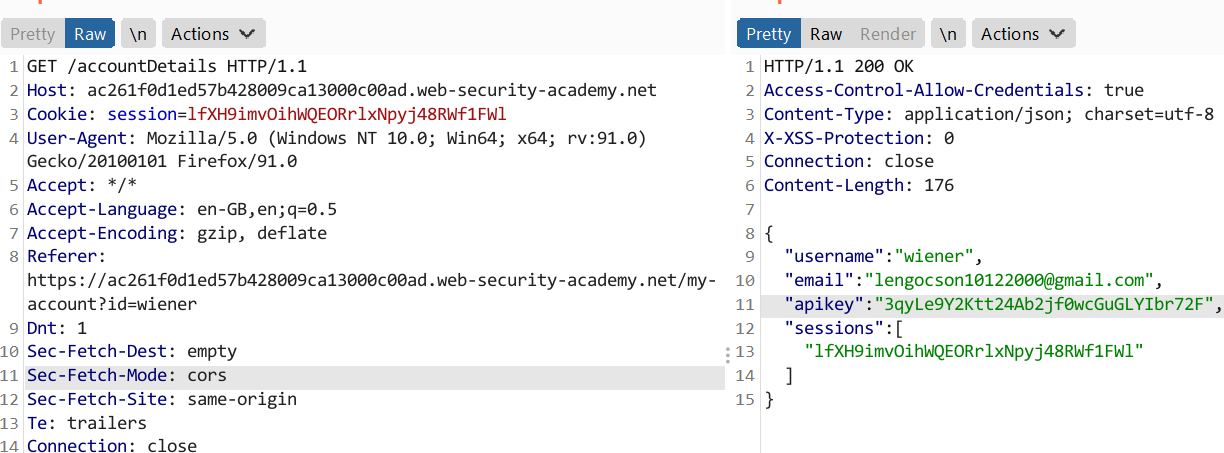 Pretty Raw \n Actions
1 GET /accountDetails HTTP/1.1
2 Host: ac261f0d1ed57b428009ca13000c00ad.web-security-academy.net
3 Cookie: session=lfXH9imvOihWQEORrlxNpyj48RWf1FWl
4 User-Agent: Mozilla/5.0 (Windows NT 10.0; Win64; x64; rv:91.0)
Gecko/20100101 Firefox/91.0
5 Accept: */*
6 Accept-Language: en-GB,en;q=0.5
7 Accept-Encoding: gzip, deflate
8 Referer:
https://ac261f0d1ed57b428009ca13000c00ad.web-security-academy.net/my-
account?id=wiener
9 Dnt: 1
10 Sec-Fetch-Dest: empty
11 Sec-Fetch-Mode: cors
12 Sec-Fetch-Site: same-origin
13 Te: trailers
14 Connection: close
Pretty Raw Render \n Actions
1 HTTP/1.1 200 OK
2 Access-Control-Allow-Credentials: true
3 Content-Type: application/json; charset=utf-8
4 X-XSS-Protection: 0
5 Connection: close
6 Content-Length: 176
7
8 {
9 "username":"wiener",
10 "email":"lengocson10122000@gmail.com",
11 "apikey":"3qyLe9Y2Ktt24Ab2jf0wcGuGLYIbr72F",
12 "sessions":[
13 "lfXH9imvOihWQEORrlxNpyj48RWf1FWl"
14 ]
15 }